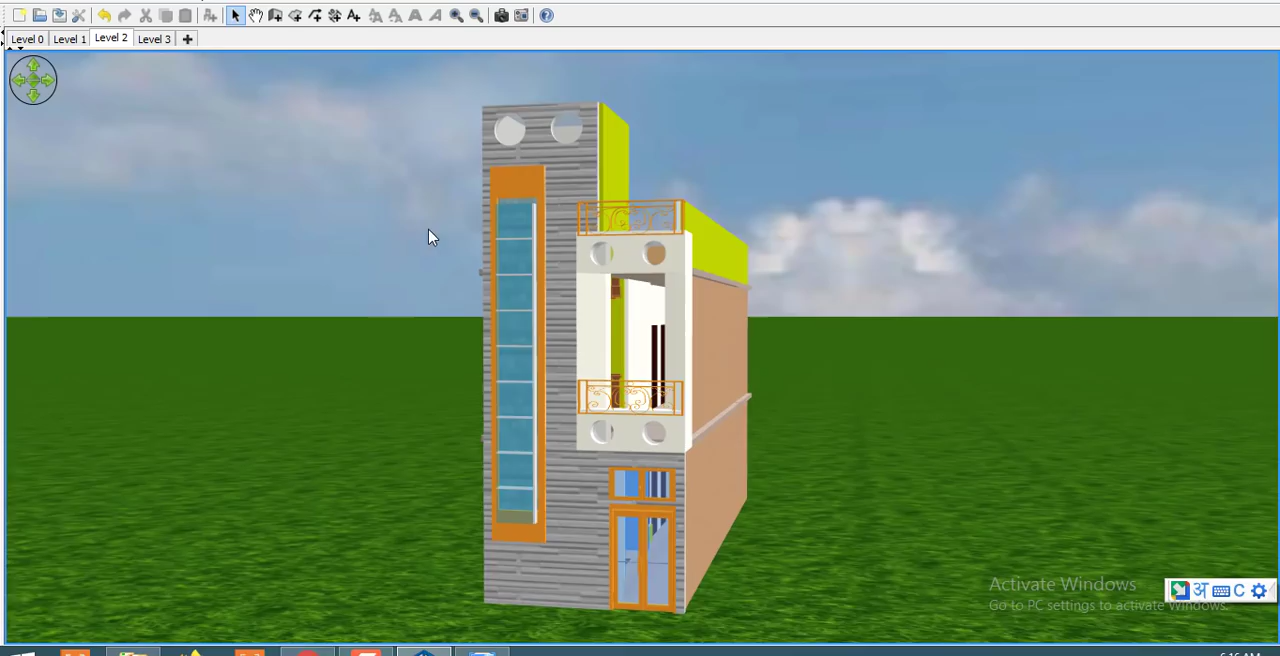 Level 0 Level 1 Level 2 Level 3
Activate Windows
Go to PC settings to activate Windows.
अ C